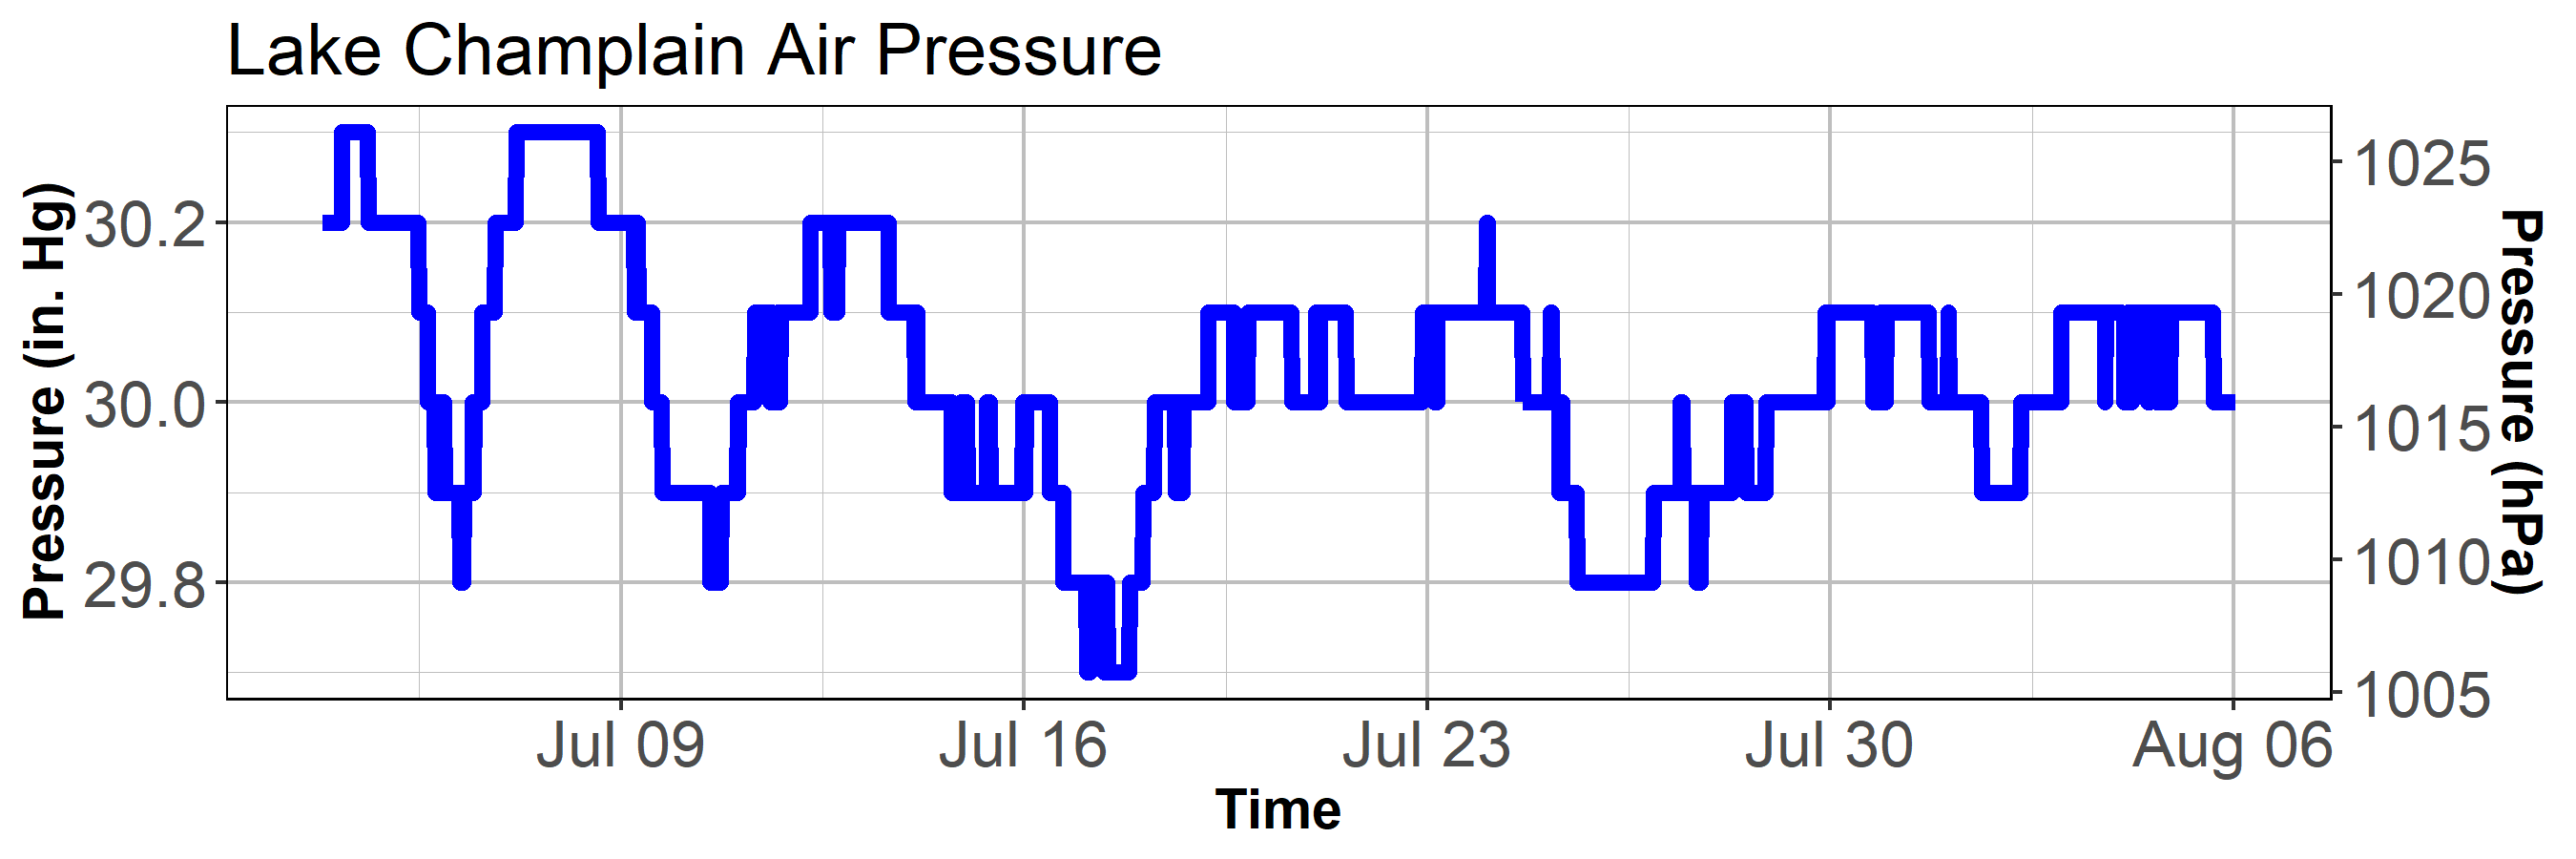 Lake Champlain Air Pressure
Pressure (in. Hg)
30.2
30.0
29.8
1025
1020
1015
1010
1005
Pressure (hPa)
Jul 09 Jul 16 Jul 23 Jul 30 Aug 06
Time